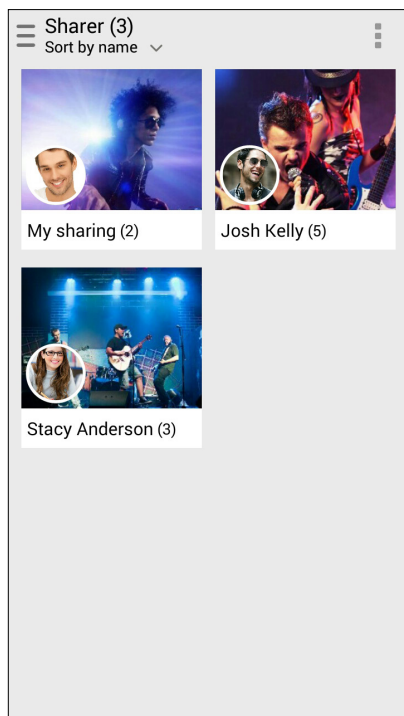 Sharer (3)
Sort by name
My sharing (2)
Josh Kelly (5)
Stacy Anderson (3)